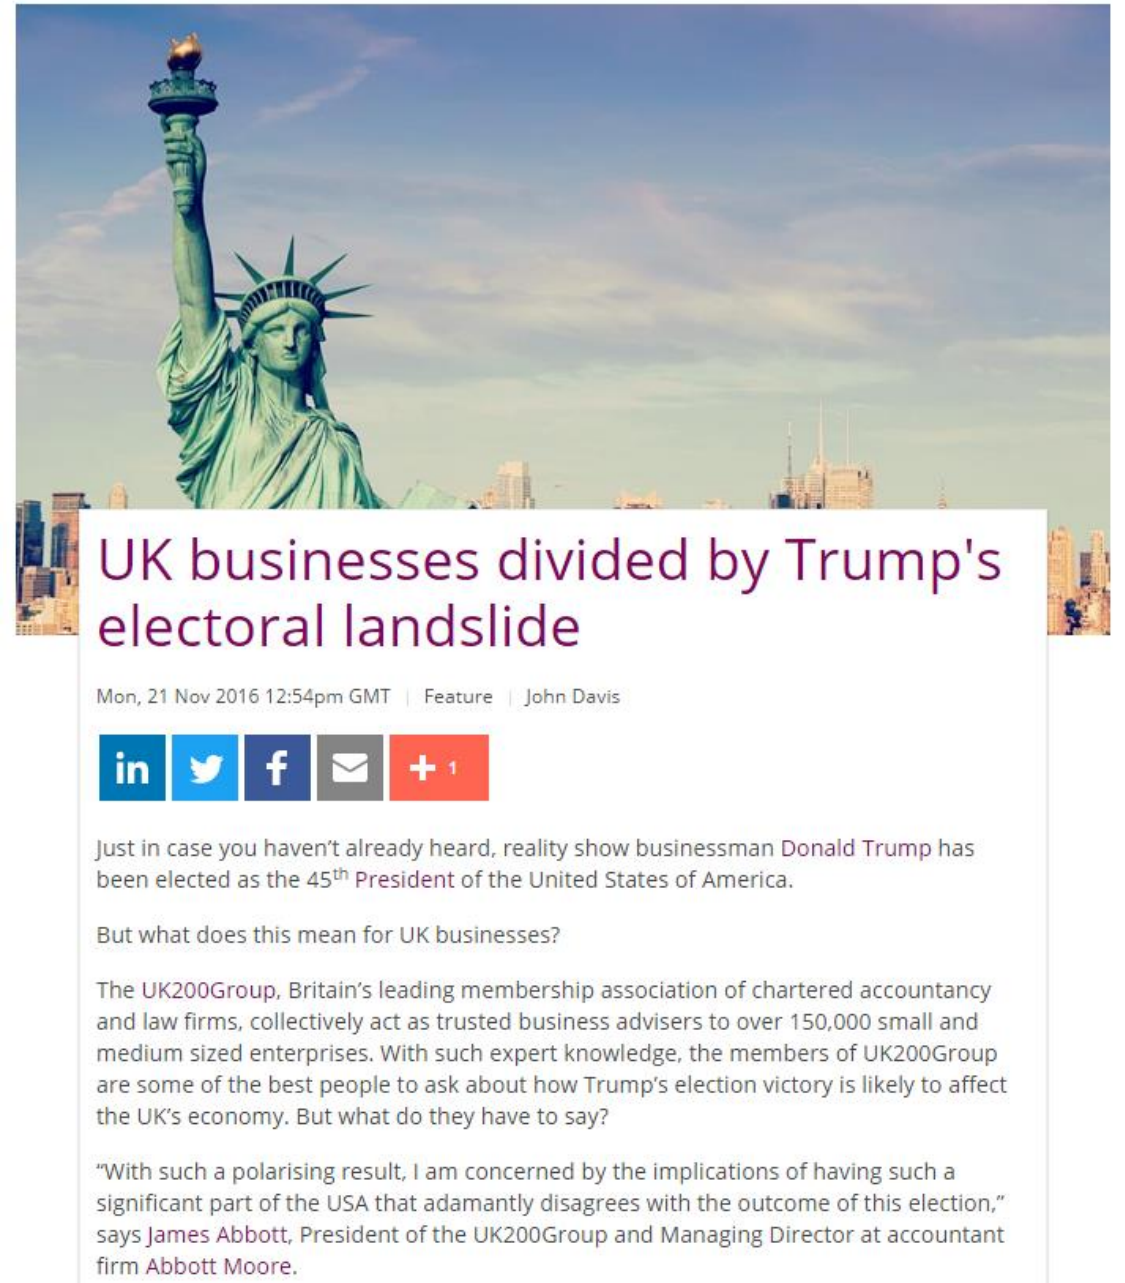 UK businesses divided by Trump's
electoral landslide
Mon, 21 Nov 2016 12:54pm GMT | Feature | John Davis
in f + 1
Just in case you haven't already heard, reality show businessman Donald Trump has
been elected as the 45th President of the United States of America.
But what does this mean for UK businesses?
The UK200Group, Britain's leading membership association of chartered accountancy
and law firms, collectively act as trusted business advisers to over 150,000 small and
medium sized enterprises. With such expert knowledge, the members of UK200Group
are some of the best people to ask about how Trump's election victory is likely to affect
the UK's economy. But what do they have to say?
“With such a polarising result, I am concerned by the implications of having such a
significant part of the USA that adamantly disagrees with the outcome of this election,”
says James Abbott, President of the UK200Group and Managing Director at accountant
firm Abbott Moore.